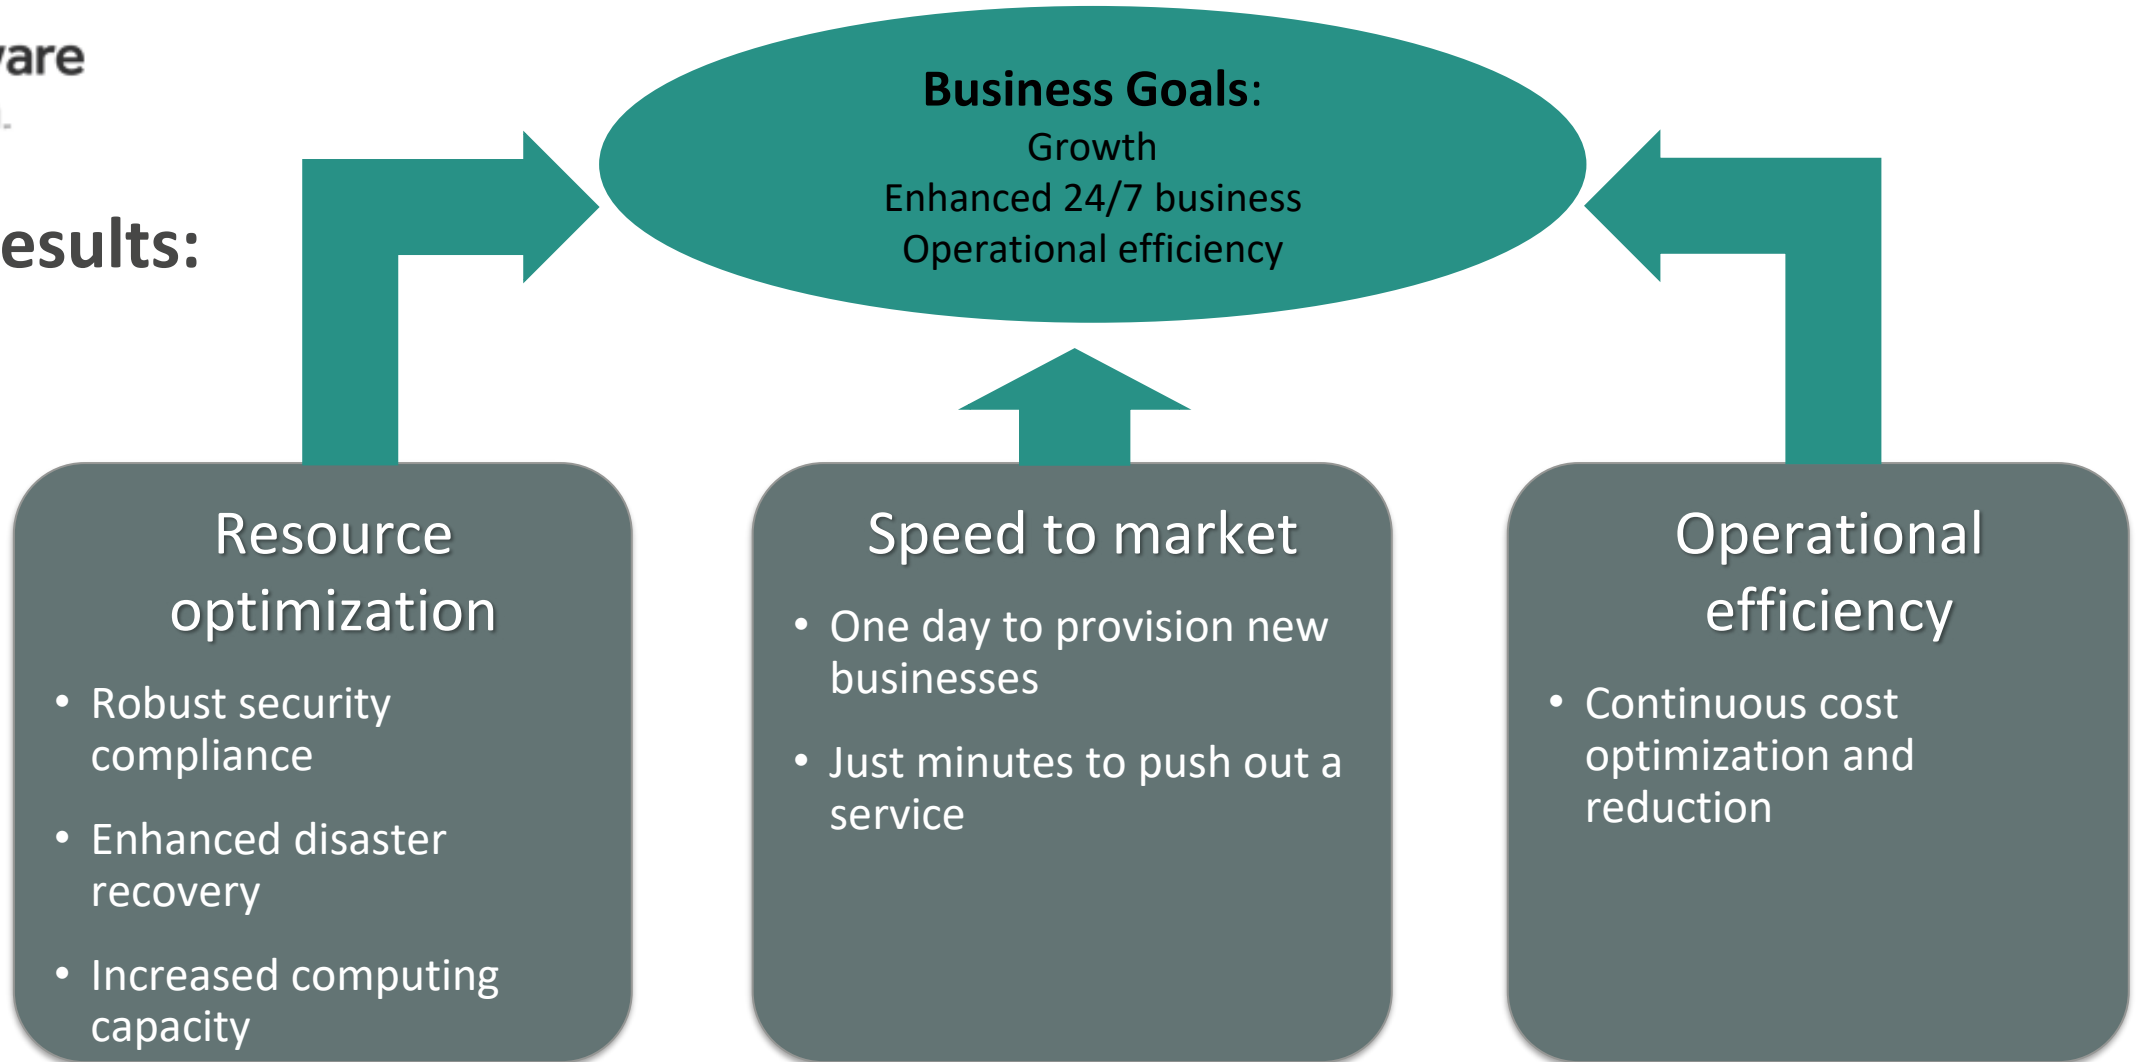 Business Goals:
Growth
Enhanced 24/7 business
Operational efficiency
Resource
optimization
• Robust security
compliance
• Enhanced disaster
recovery
• Increased computing
capacity
Speed to market
• One day to provision new
businesses
• Just minutes to push out a
service
Operational
efficiency
• Continuous cost
optimization and
reduction